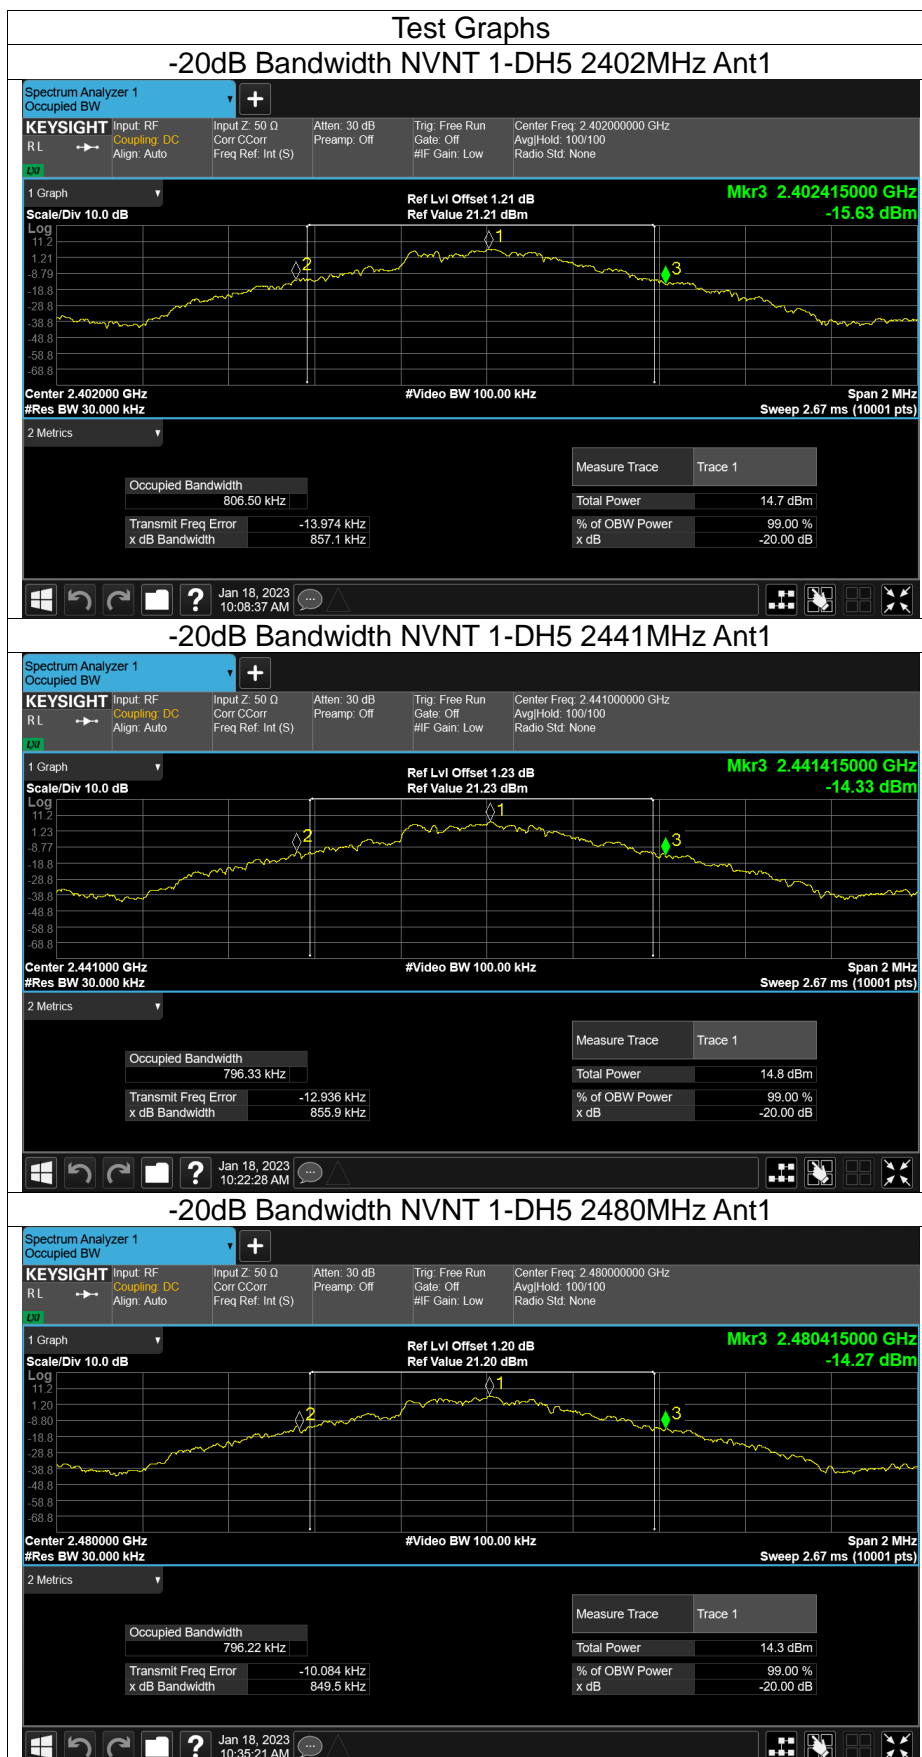 Test Graphs
-20dB Bandwidth NVNT 1-DH5 2402MHz Ant1
Spectrum Analyzer 1
Occupied BW
KEYSIGHT Input: RF Input Z: 50 Ω Atten: 30 dB Trig: Free Run Center Freq: 2.402000000 GHz
RL Coupling: DC Corr CCorr Preamp: Off Gate: Off Avg|Hold: 100/100
Align: Auto Freq Ref: Int (S) #IF Gain: Low Radio Std: None
LXI
1 Graph Ref Lvl Offset 1.21 dB Mkr3 2.402415000 GHz
Scale/Div 10.0 dB Ref Value 21.21 dBm -15.63 dBm
Log
11.2 1
1.21
-8.79 2 3
-18.8
-28.8
-38.8
-48.8
-58.8
-68.8
Center 2.402000 GHz #Video BW 100.00 kHz Span 2 MHz
#Res BW 30.000 kHz Sweep 2.67 ms (10001 pts)
2 Metrics
Measure Trace Trace 1
Occupied Bandwidth
806.50 kHz Total Power 14.7 dBm
Transmit Freq Error -13.974 kHz % of OBW Power 99.00 %
x dB Bandwidth 857.1 kHz x dB -20.00 dB
? Jan 18, 2023
10:08:37 AM
-20dB Bandwidth NVNT 1-DH5 2441MHz Ant1
Spectrum Analyzer 1
Occupied BW
KEYSIGHT Input: RF Input Z: 50 Ω Atten: 30 dB Trig: Free Run Center Freq: 2.441000000 GHz
RL Coupling: DC Corr CCorr Preamp: Off Gate: Off Avg|Hold: 100/100
Align: Auto Freq Ref: Int (S) #IF Gain: Low Radio Std: None
LXI
1 Graph Ref Lvl Offset 1.23 dB Mkr3 2.441415000 GHz
Scale/Div 10.0 dB Ref Value 21.23 dBm -14.33 dBm
Log
11.2 1
1.23
-8.77 2 3
-18.8
-28.8
-38.8
-48.8
-58.8
-68.8
Center 2.441000 GHz #Video BW 100.00 kHz Span 2 MHz
#Res BW 30.000 kHz Sweep 2.67 ms (10001 pts)
2 Metrics
Measure Trace Trace 1
Occupied Bandwidth
796.33 kHz Total Power 14.8 dBm
Transmit Freq Error -12.936 kHz % of OBW Power 99.00 %
x dB Bandwidth 855.9 kHz x dB -20.00 dB
? Jan 18, 2023
10:22:28 AM
-20dB Bandwidth NVNT 1-DH5 2480MHz Ant1
Spectrum Analyzer 1
Occupied BW
KEYSIGHT Input: RF Input Z: 50 Ω Atten: 30 dB Trig: Free Run Center Freq: 2.480000000 GHz
RL Coupling: DC Corr CCorr Preamp: Off Gate: Off Avg|Hold: 100/100
Align: Auto Freq Ref: Int (S) #IF Gain: Low Radio Std: None
LXI
1 Graph Ref Lvl Offset 1.20 dB Mkr3 2.480415000 GHz
Scale/Div 10.0 dB Ref Value 21.20 dBm -14.27 dBm
Log
11.2 1
1.20
-8.80 2 3
-18.8
-28.8
-38.8
-48.8
-58.8
-68.8
Center 2.480000 GHz #Video BW 100.00 kHz Span 2 MHz
#Res BW 30.000 kHz Sweep 2.67 ms (10001 pts)
2 Metrics
Measure Trace Trace 1
Occupied Bandwidth
796.22 kHz Total Power 14.3 dBm
Transmit Freq Error -10.084 kHz % of OBW Power 99.00 %
x dB Bandwidth 849.5 kHz x dB -20.00 dB
? Jan 18, 2023
10:35:21 AM